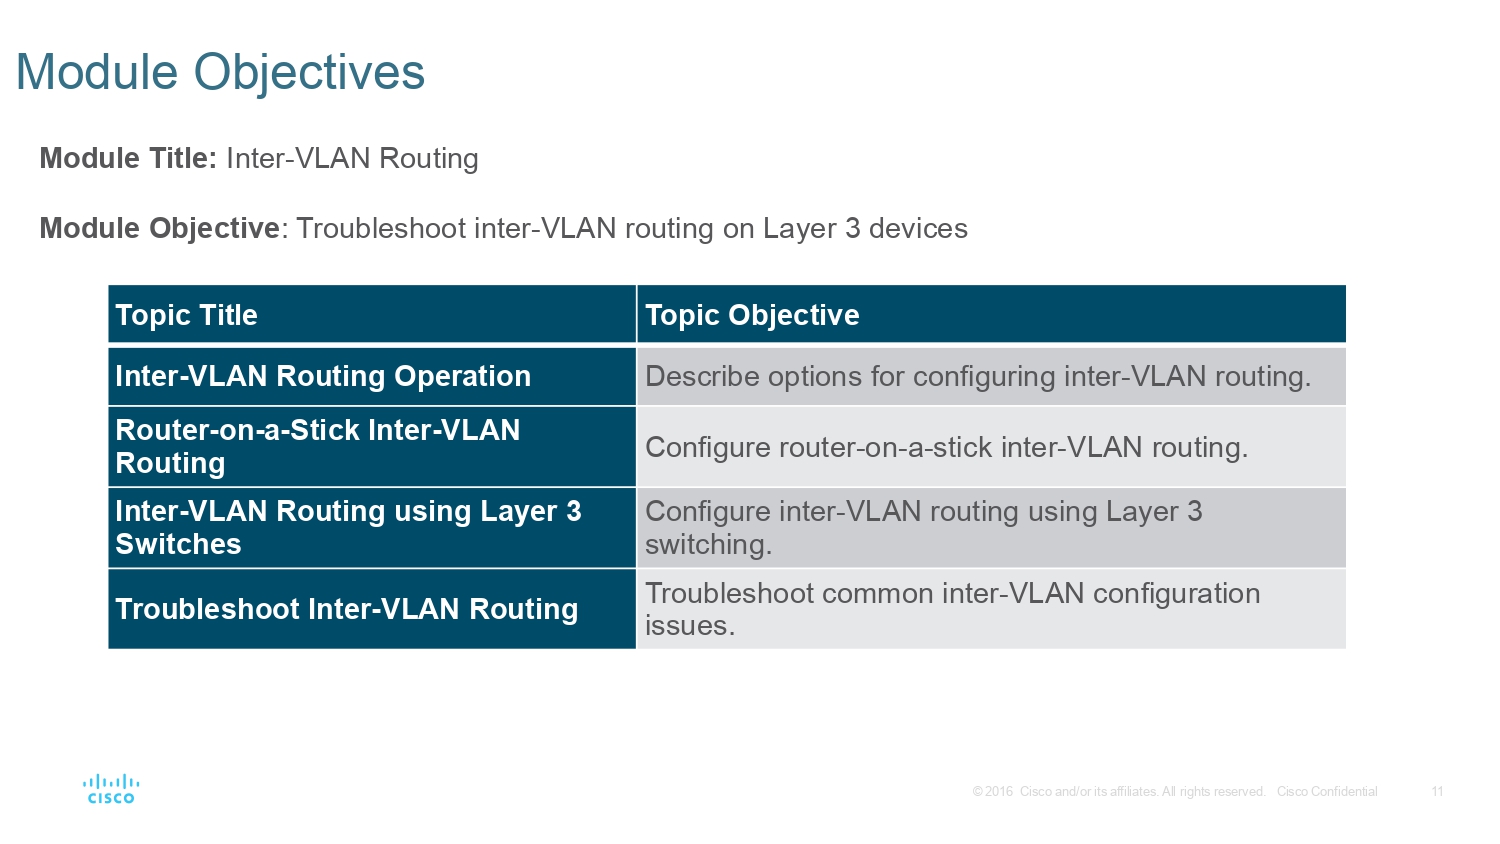 Module Objectives
Module Title: Inter-VLAN Routing
Module Objective: Troubleshoot inter-VLAN routing on Layer 3 devices
Topic Title
Topic Objective
Inter-VLAN Routing Operation
Describe options for configuring inter-VLAN routing.
Router-on-a-Stick Inter-VLAN
Routing
Configure router-on-a-stick inter-VLAN routing.
Inter-VLAN Routing using Layer 3
Switches
Configure inter-VLAN routing using Layer 3
switching.
Troubleshoot Inter-VLAN Routing
Troubleshoot common inter-VLAN configuration
issues.
CISCO
© 2016 Cisco and/or its affiliates. All rights reserved. Cisco Confidential
11